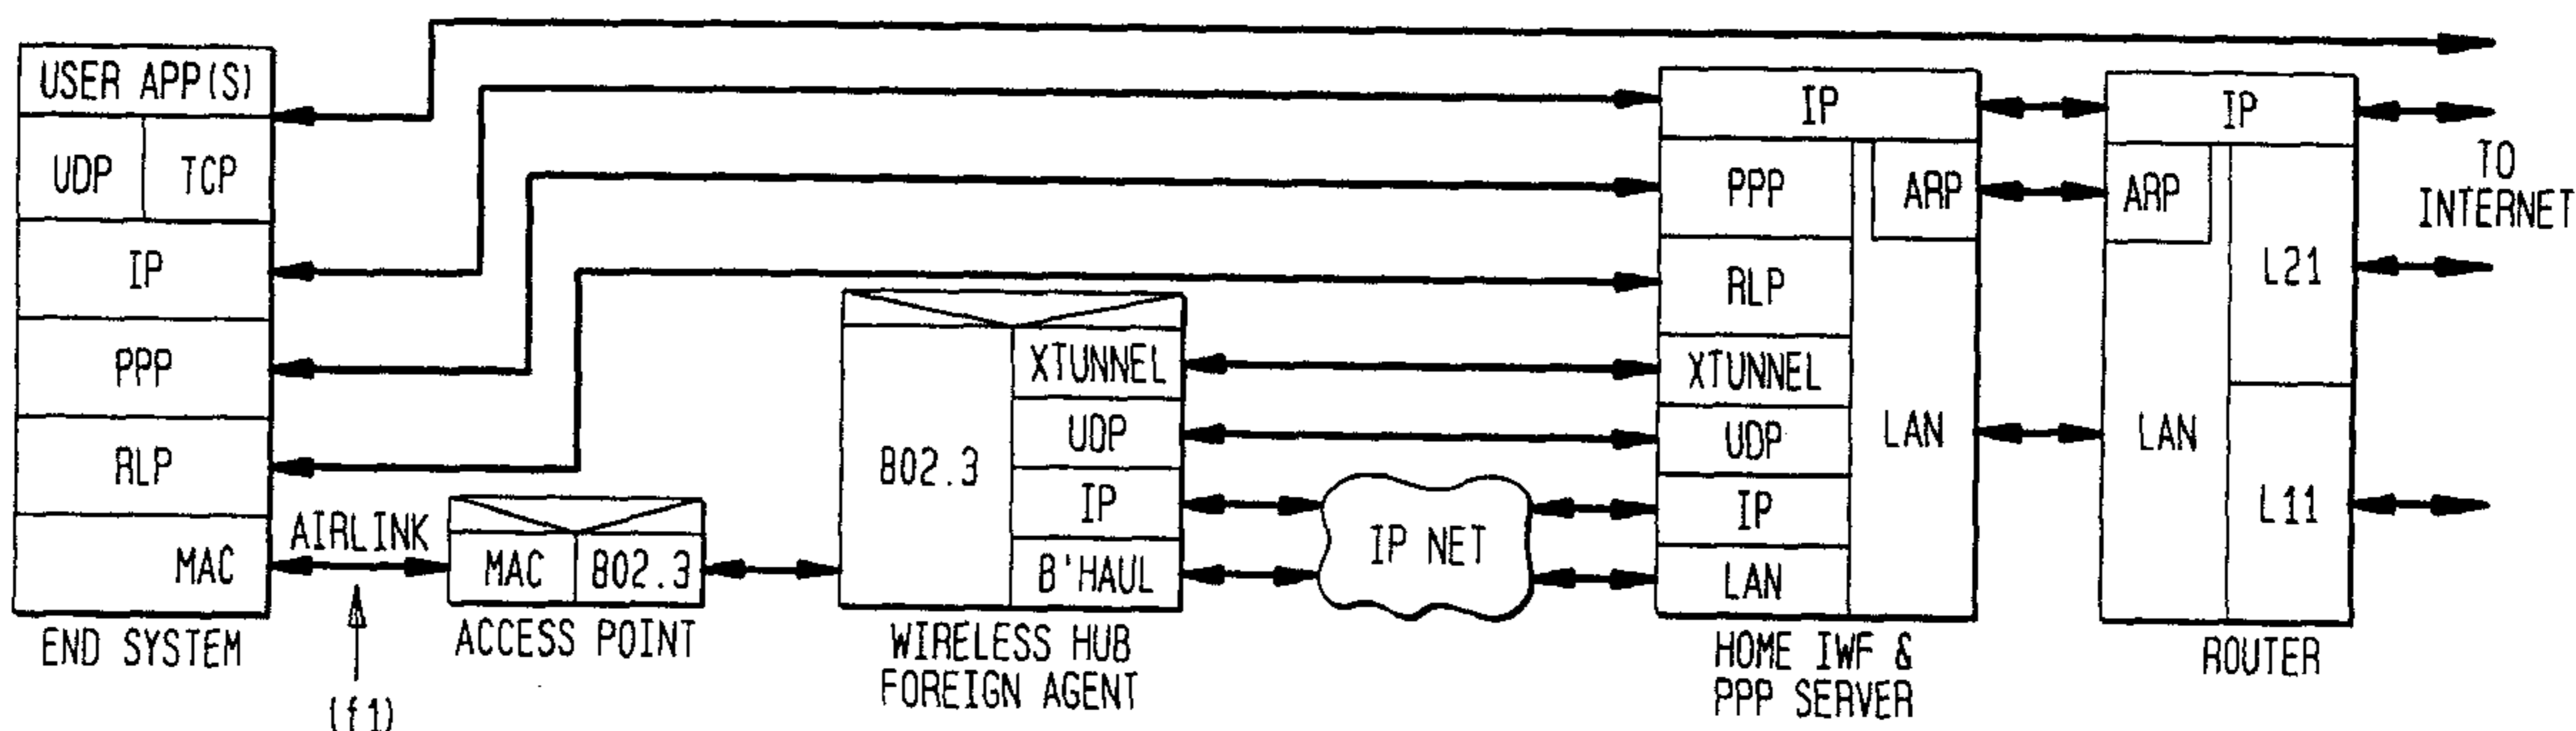 USER APP(S)
UDP
TCP
IP
PPP
RLP
MAC
END SYSTEM
AIRLINK
(f1)
MAC
802.3
ACCESS POINT
802.3
XTUNNEL
UDP
IP
B'HAUL
WIRELESS HUB
FOREIGN AGENT
IP NET
IP
PPP
ARP
RLP
XTUNNEL
UDP
IP
LAN
LAN
HOME IWF &
PPP SERVER
IP
ARP
LAN
L21
L11
ROUTER
TO
INTERNET